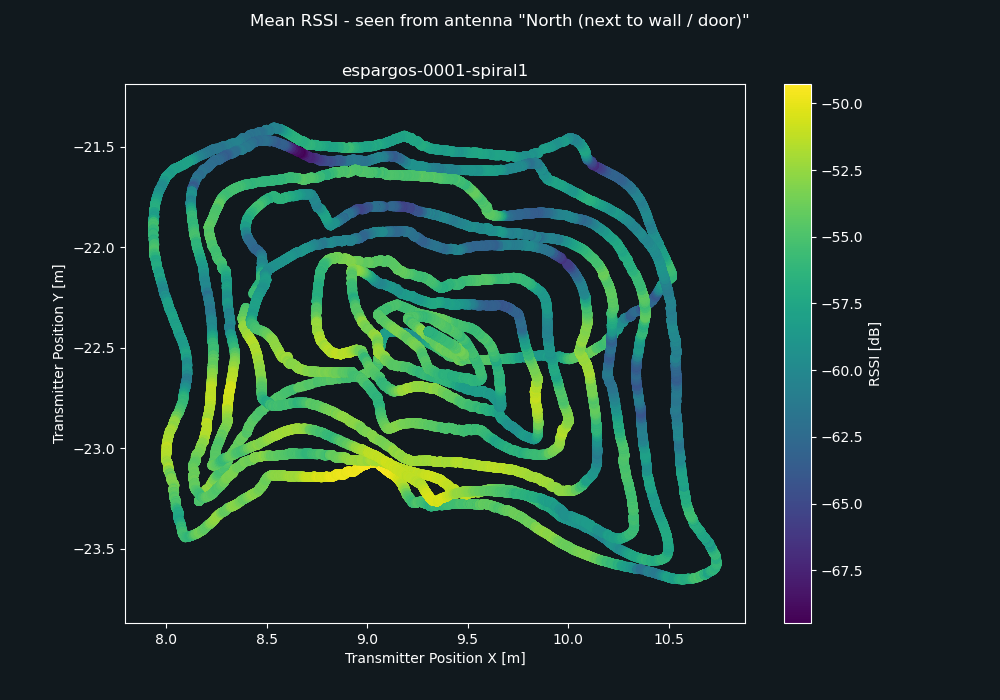 Mean RSSI - seen from antenna "North (next to wall / door)"
espargos-0001-spiral1
−21.5
−22.0
−22.5
−23.0
−23.5
Transmitter Position Y [m]
8.0 8.5 9.0 9.5 10.0 10.5
Transmitter Position X [m]
−50.0
−52.5
−55.0
−57.5
−60.0
−62.5
−65.0
−67.5
RSSI [dB]